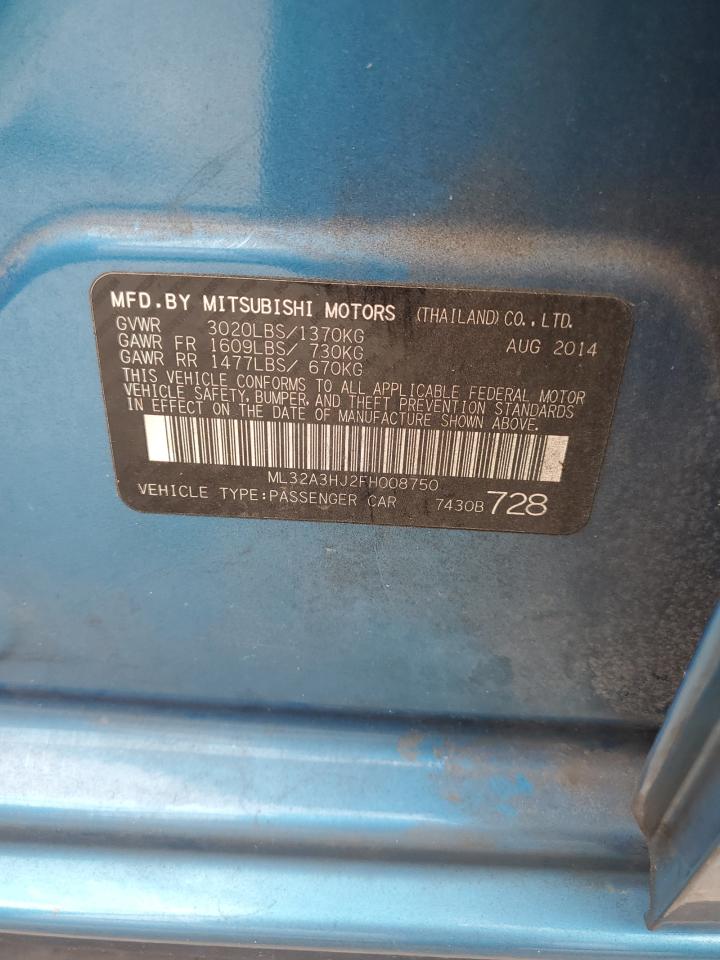 MFD.BY MITSUBISHI MOTORS (THAILAND) CO., LTD.
GVWR 3020LBS/1370KG AUG 2014
GAWR FR 1609LBS/ 730KG
GAWR RR 1477LBS/ 670KG
THIS VEHICLE CONFORMS TO ALL APPLICABLE FEDERAL MOTOR
VEHICLE SAFETY, BUMPER, AND THEFT PREVENTION STANDARDS
IN EFFECT ON THE DATE OF MANUFACTURE SHOWN ABOVE.
ML32A3HJ2FH008750
VEHICLE TYPE:PASSENGER CAR 7430B 728